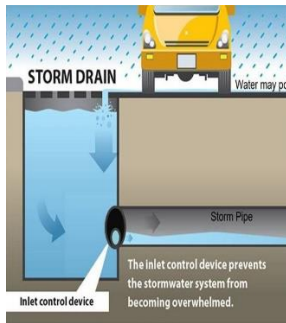 STORM DRAIN
Water may po
Storm Pipe
The inlet control device prevents
the stormwater system from
becoming overwhelmed.
Inlet control device